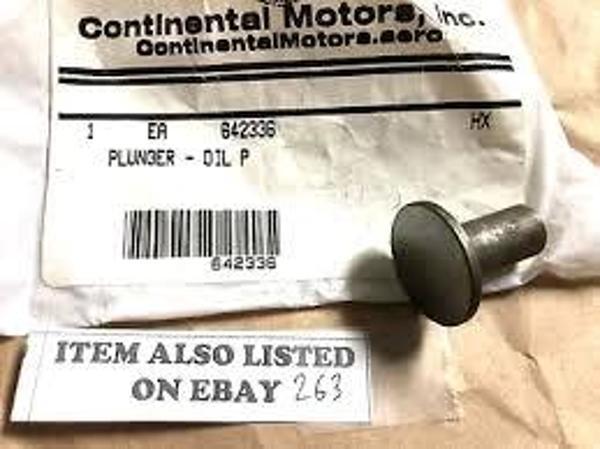 Continental Motors, Inc.
ContinentalMotors.aero
1 EA 642336 HX
PLUNGER - OIL P
642336
ITEM ALSO LISTED
ON EBAY 263